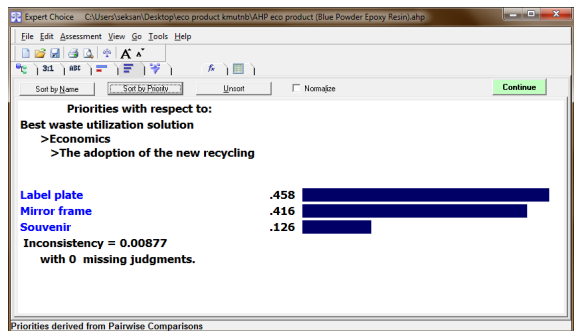 Expert Choice C:\Users\seksan\Desktop\eco product kmutnb\AHP eco product (Blue Powder Epoxy Resin).ahp
File Edit Assessment View Go Tools Help
A A
3:1 ABC fx
Sort by Name Sort by Priority Unsort Normalize Continue
Priorities with respect to:
Best waste utilization solution
>Economics
>The adoption of the new recycling
Label plate .458
Mirror frame .416
Souvenir .126
Inconsistency = 0.00877
with 0 missing judgments.
Priorities derived from Pairwise Comparisons